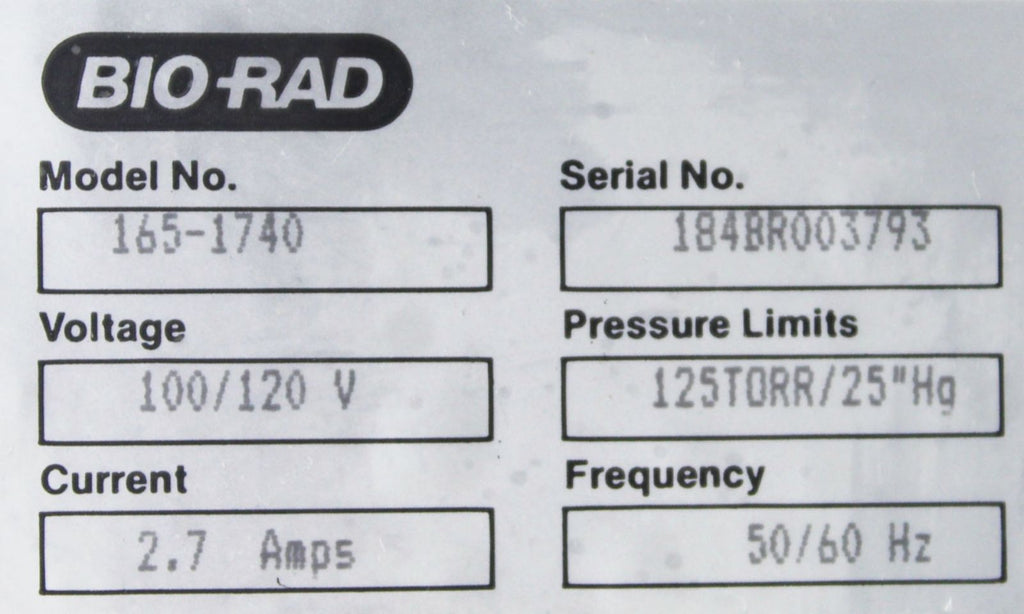 BIO-RAD
Model No.
165-1740
Serial No.
184BR003793
Voltage
100/120 V
Pressure Limits
125TORR/25"Hg
Current
2.7 Amps
Frequency
50/60 Hz